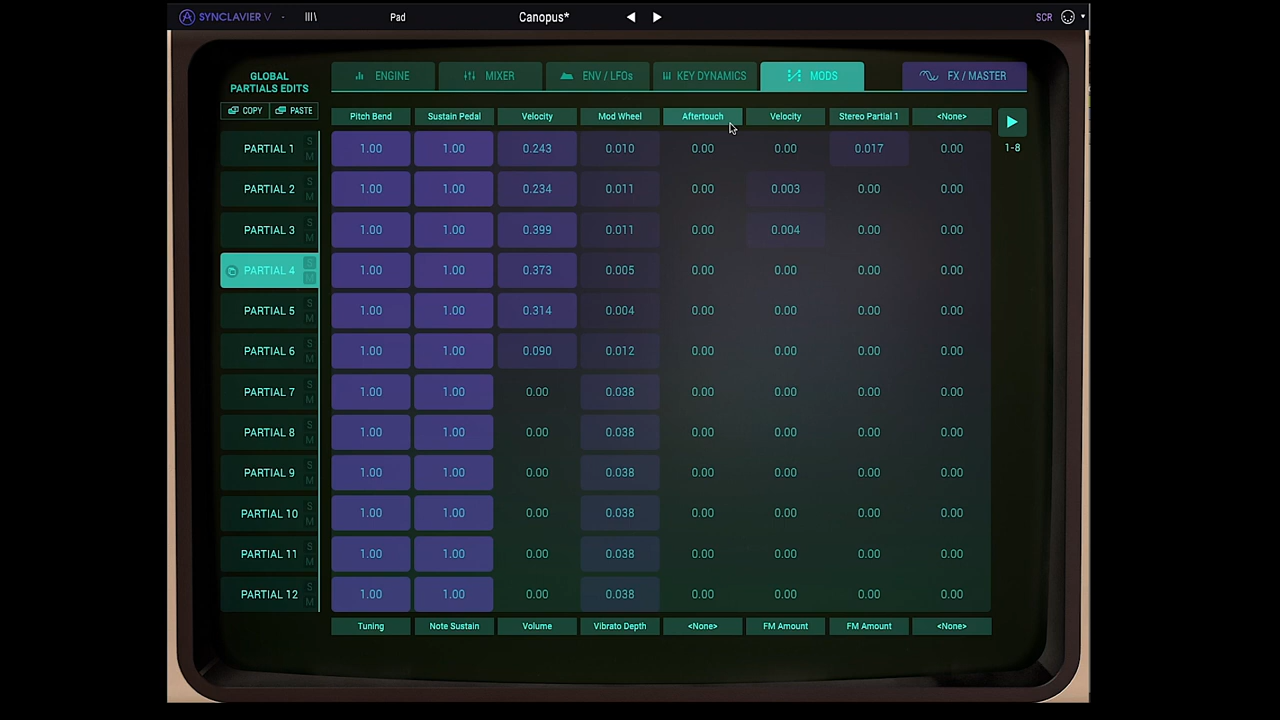 SYNCLAVIER V Pad Canopus* SCR
GLOBAL
PARTIALS EDITS
COPY PASTE
ENGINE MIXER ENV / LFOs KEY DYNAMICS MODS FX / MASTER
Pitch Bend Sustain Pedal Velocity Mod Wheel Aftertouch Velocity Stereo Partial 1 <None>
1-8
PARTIAL 1 S M 1.00 1.00 0.243 0.010 0.00 0.00 0.017 0.00
PARTIAL 2 S M 1.00 1.00 0.234 0.011 0.00 0.003 0.00 0.00
PARTIAL 3 S M 1.00 1.00 0.399 0.011 0.00 0.004 0.00 0.00
PARTIAL 4 S M 1.00 1.00 0.373 0.005 0.00 0.00 0.00 0.00
PARTIAL 5 S M 1.00 1.00 0.314 0.004 0.00 0.00 0.00 0.00
PARTIAL 6 S M 1.00 1.00 0.090 0.012 0.00 0.00 0.00 0.00
PARTIAL 7 S M 1.00 1.00 0.00 0.038 0.00 0.00 0.00 0.00
PARTIAL 8 S M 1.00 1.00 0.00 0.038 0.00 0.00 0.00 0.00
PARTIAL 9 S M 1.00 1.00 0.00 0.038 0.00 0.00 0.00 0.00
PARTIAL 10 S M 1.00 1.00 0.00 0.038 0.00 0.00 0.00 0.00
PARTIAL 11 S M 1.00 1.00 0.00 0.038 0.00 0.00 0.00 0.00
PARTIAL 12 S M 1.00 1.00 0.00 0.038 0.00 0.00 0.00 0.00
Tuning Note Sustain Volume Vibrato Depth <None> FM Amount FM Amount <None>